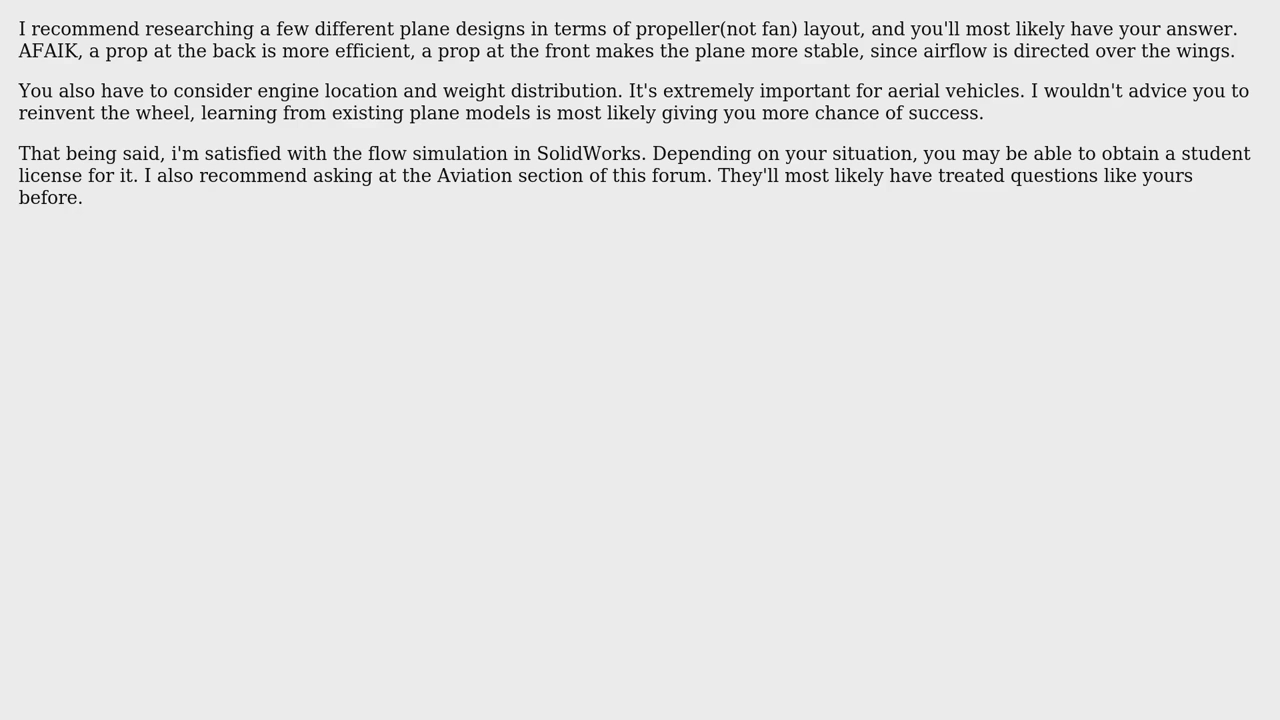 I recommend researching a few different plane designs in terms of propeller(not fan) layout, and you'll most likely have your answer.
AFAIK, a prop at the back is more efficient, a prop at the front makes the plane more stable, since airflow is directed over the wings.
You also have to consider engine location and weight distribution. It's extremely important for aerial vehicles. I wouldn't advice you to
reinvent the wheel, learning from existing plane models is most likely giving you more chance of success.
That being said, i'm satisfied with the flow simulation in SolidWorks. Depending on your situation, you may be able to obtain a student
license for it. I also recommend asking at the Aviation section of this forum. They'll most likely have treated questions like yours
before.